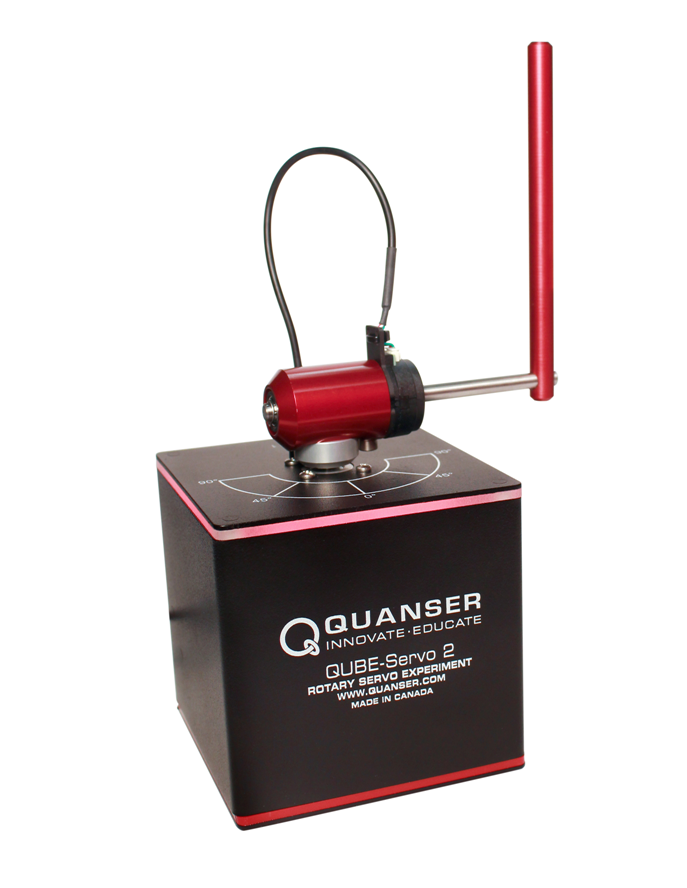 90°
45°
0°
45°
90°
QUANSER
INNOVATE·EDUCATE
QUBE-Servo 2
ROTARY SERVO EXPERIMENT
WWW.QUANSER.COM
MADE IN CANADA